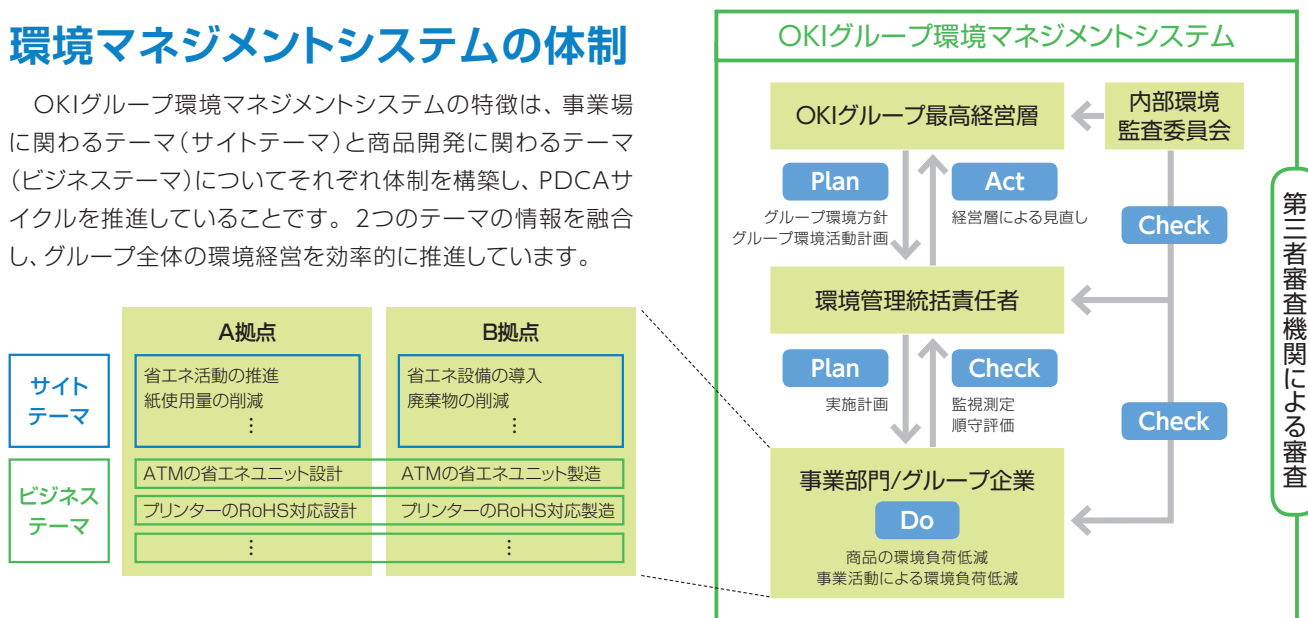 環境マネジメントシステムの体制
OKIグループ環境マネジメントシステムの特徴は、事業場
に関わるテーマ（サイトテーマ）と商品開発に関わるテーマ
（ビジネステーマ）についてそれぞれ体制を構築し、PDCAサ
イクルを推進していることです。2つのテーマの情報を融合
し、グループ全体の環境経営を効率的に推進しています。
A拠点
B拠点
サイト
テーマ
省エネ活動の推進
紙使用量の削減
⋮
省エネ設備の導入
廃棄物の削減
⋮
ビジネス
テーマ
ATMの省エネユニット設計
ATMの省エネユニット製造
プリンターのRoHS対応設計
プリンターのRoHS対応製造
⋮
⋮
OKIグループ環境マネジメントシステム
OKIグループ最高経営層
内部環境
監査委員会
Plan
グループ環境方針
グループ環境活動計画
Act
経営層による見直し
Check
環境管理統括責任者
Plan
実施計画
Check
監視測定
順守評価
Check
事業部門/グループ企業
Do
商品の環境負荷低減
事業活動による環境負荷低減
第三者審査機関による審査